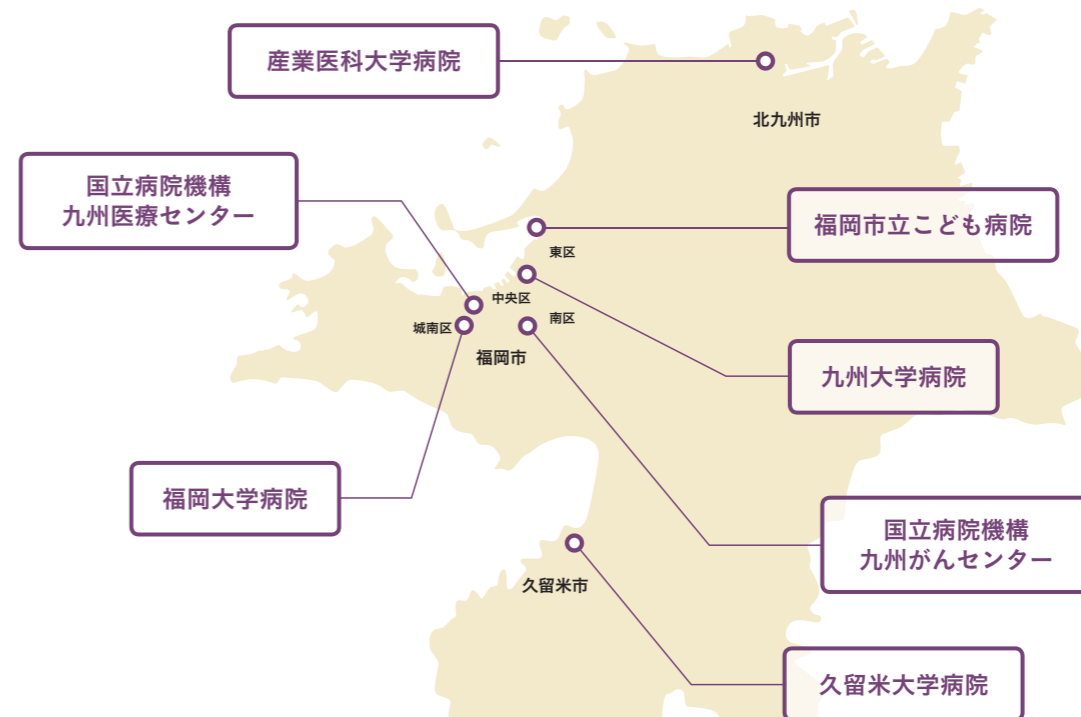 産業医科大学病院
北九州市
国立病院機構
九州医療センター
福岡市立こども病院
東区
中央区
城南区
南区
福岡市
九州大学病院
福岡大学病院
国立病院機構
九州がんセンター
久留米市
久留米大学病院